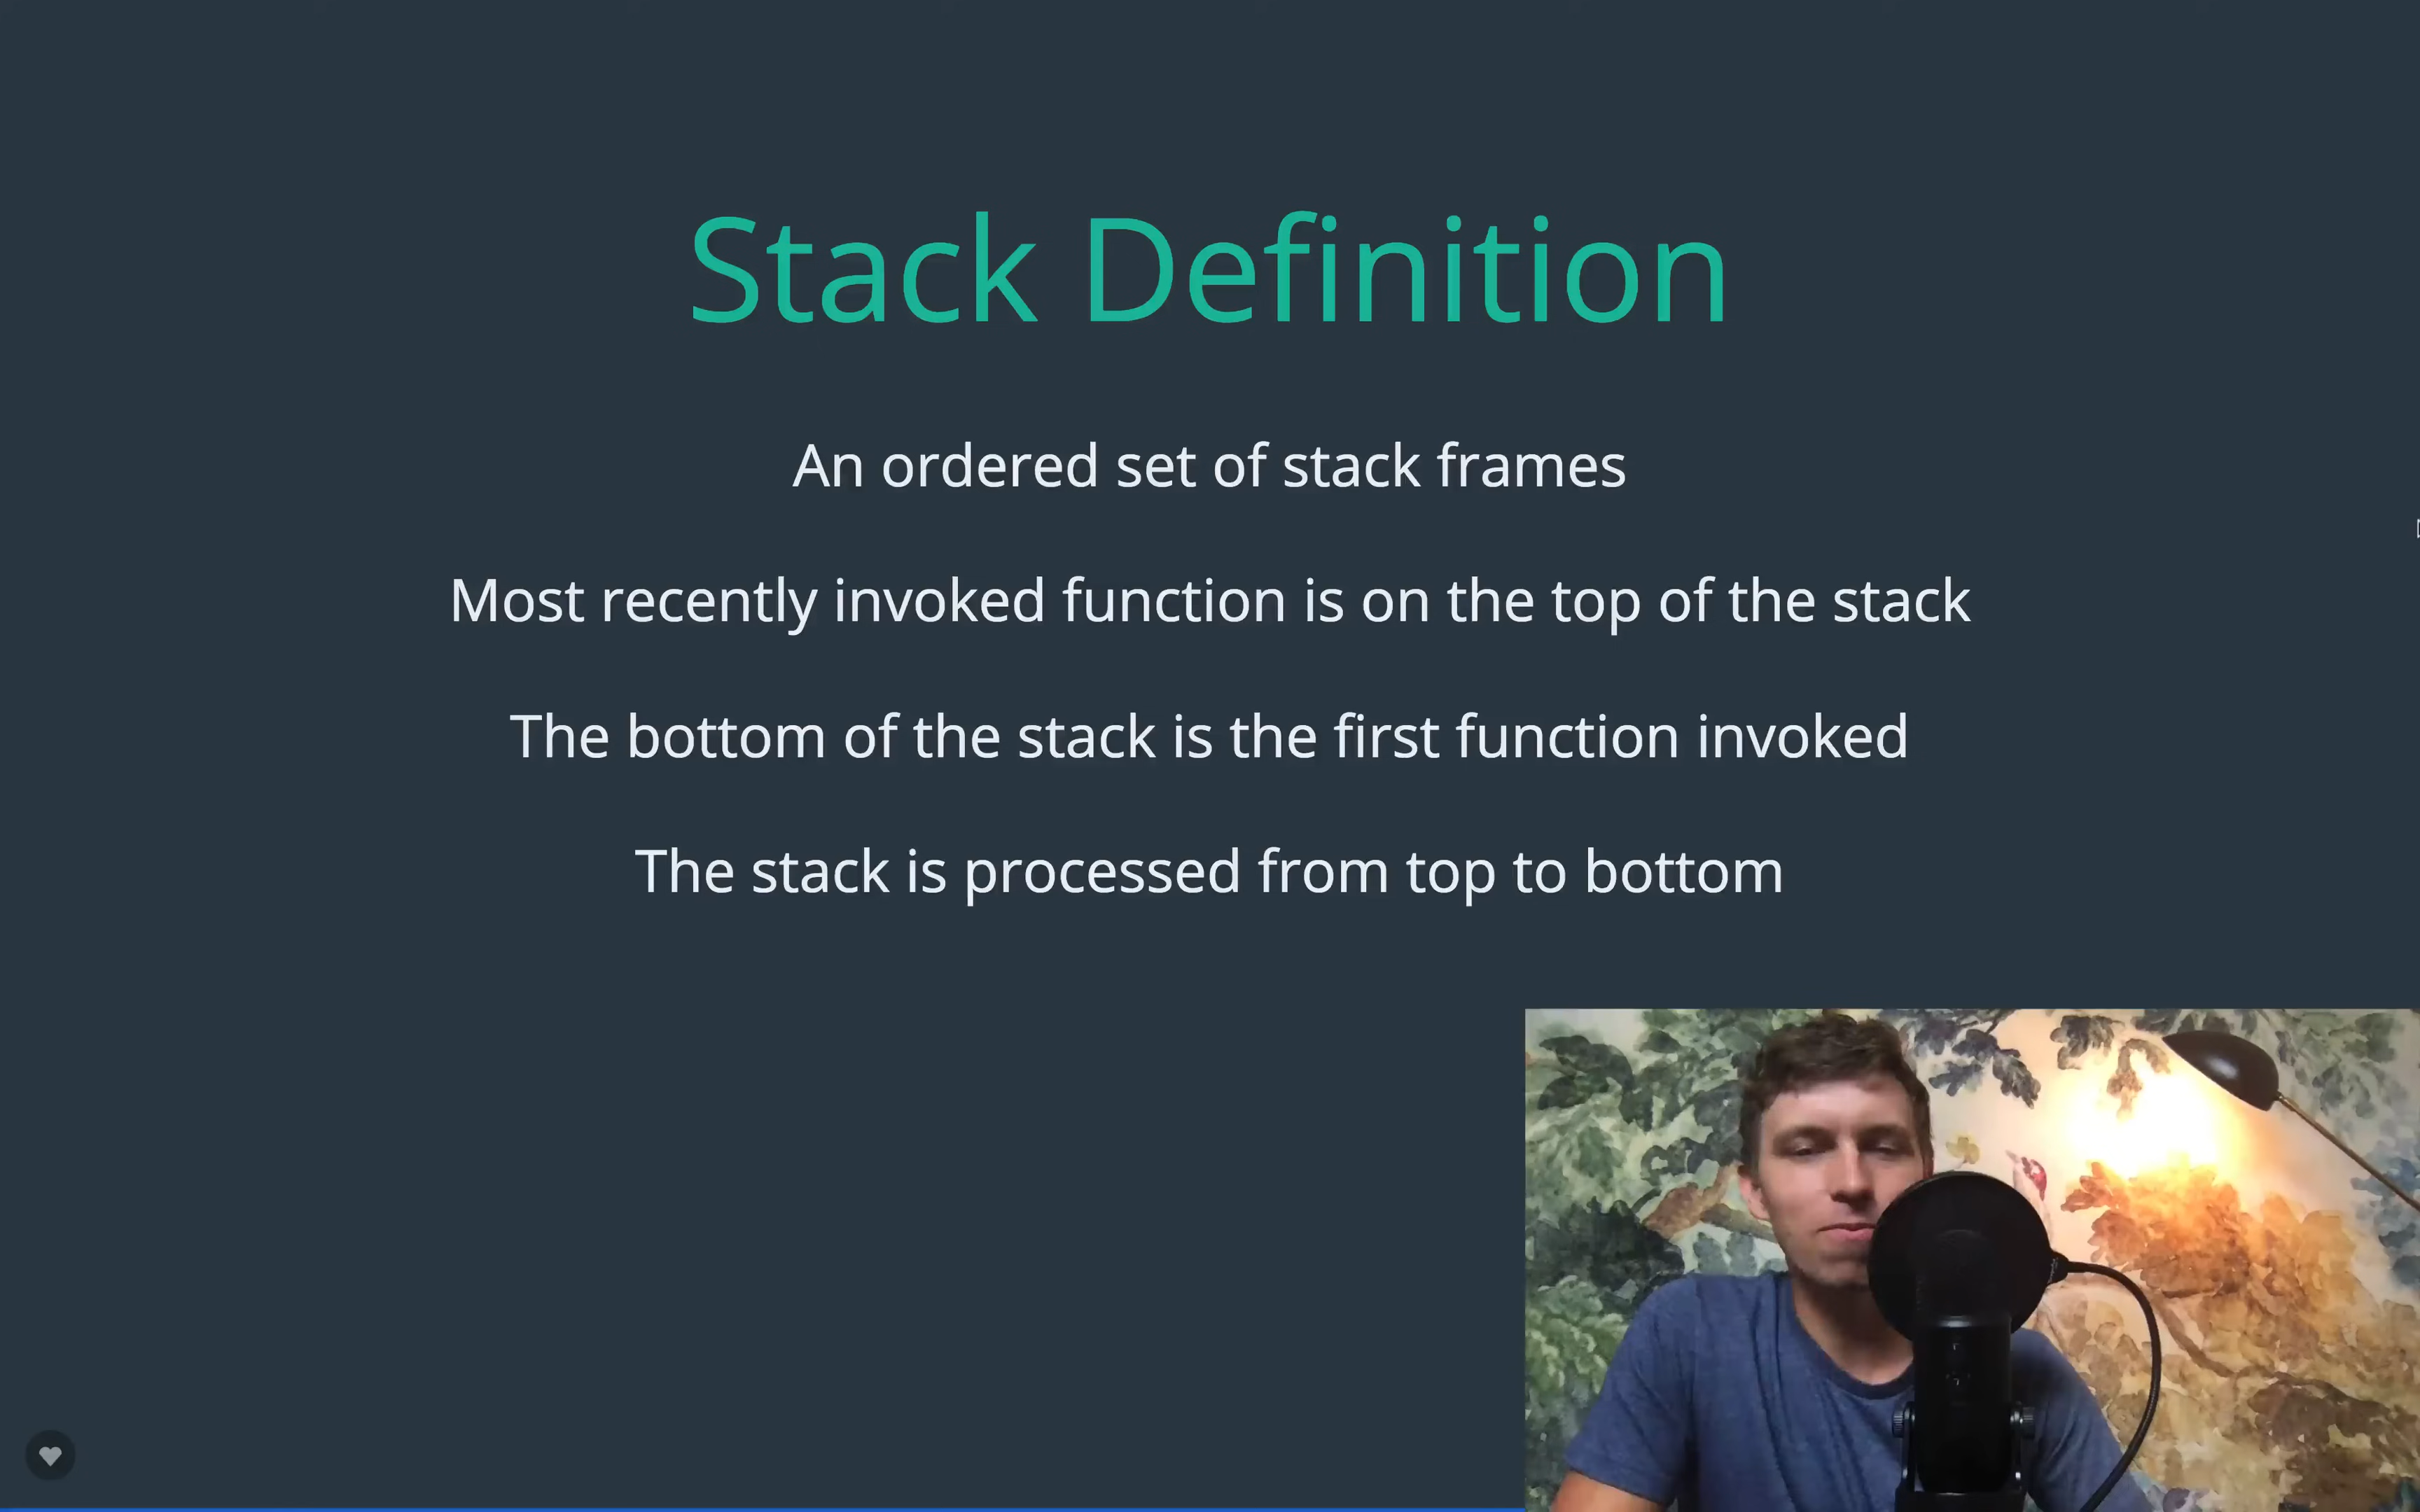 Stack Definition
An ordered set of stack frames
Most recently invoked function is on the top of the stack
The bottom of the stack is the first function invoked
The stack is processed from top to bottom